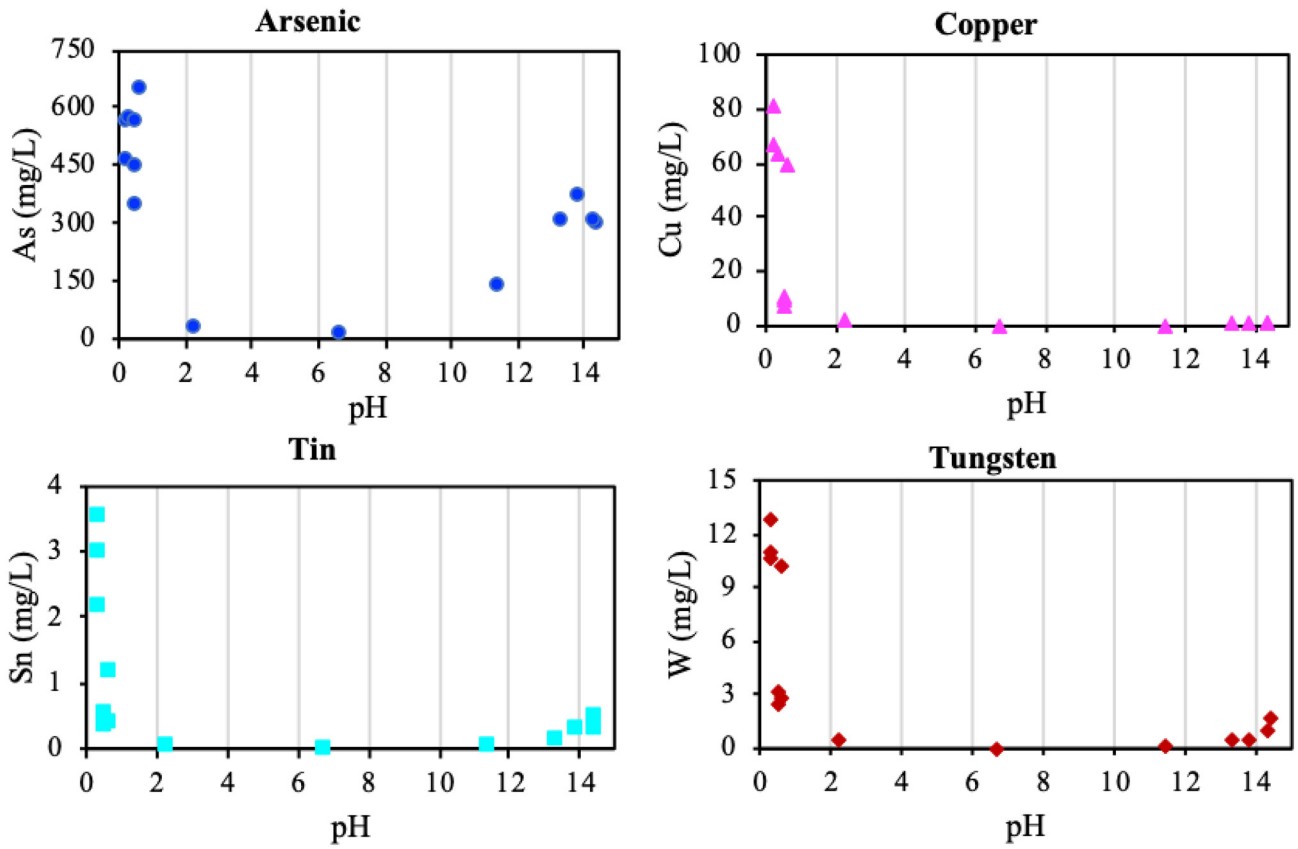 Arsenic
As (mg/L)
750
600
450
300
150
0
0 2 4 6 8 10 12 14
pH
Copper
Cu (mg/L)
100
80
60
40
20
0
0 2 4 6 8 10 12 14
pH
Tin
Sn (mg/L)
4
3
2
1
0
0 2 4 6 8 10 12 14
pH
Tungsten
W (mg/L)
15
12
9
6
3
0
0 2 4 6 8 10 12 14
pH